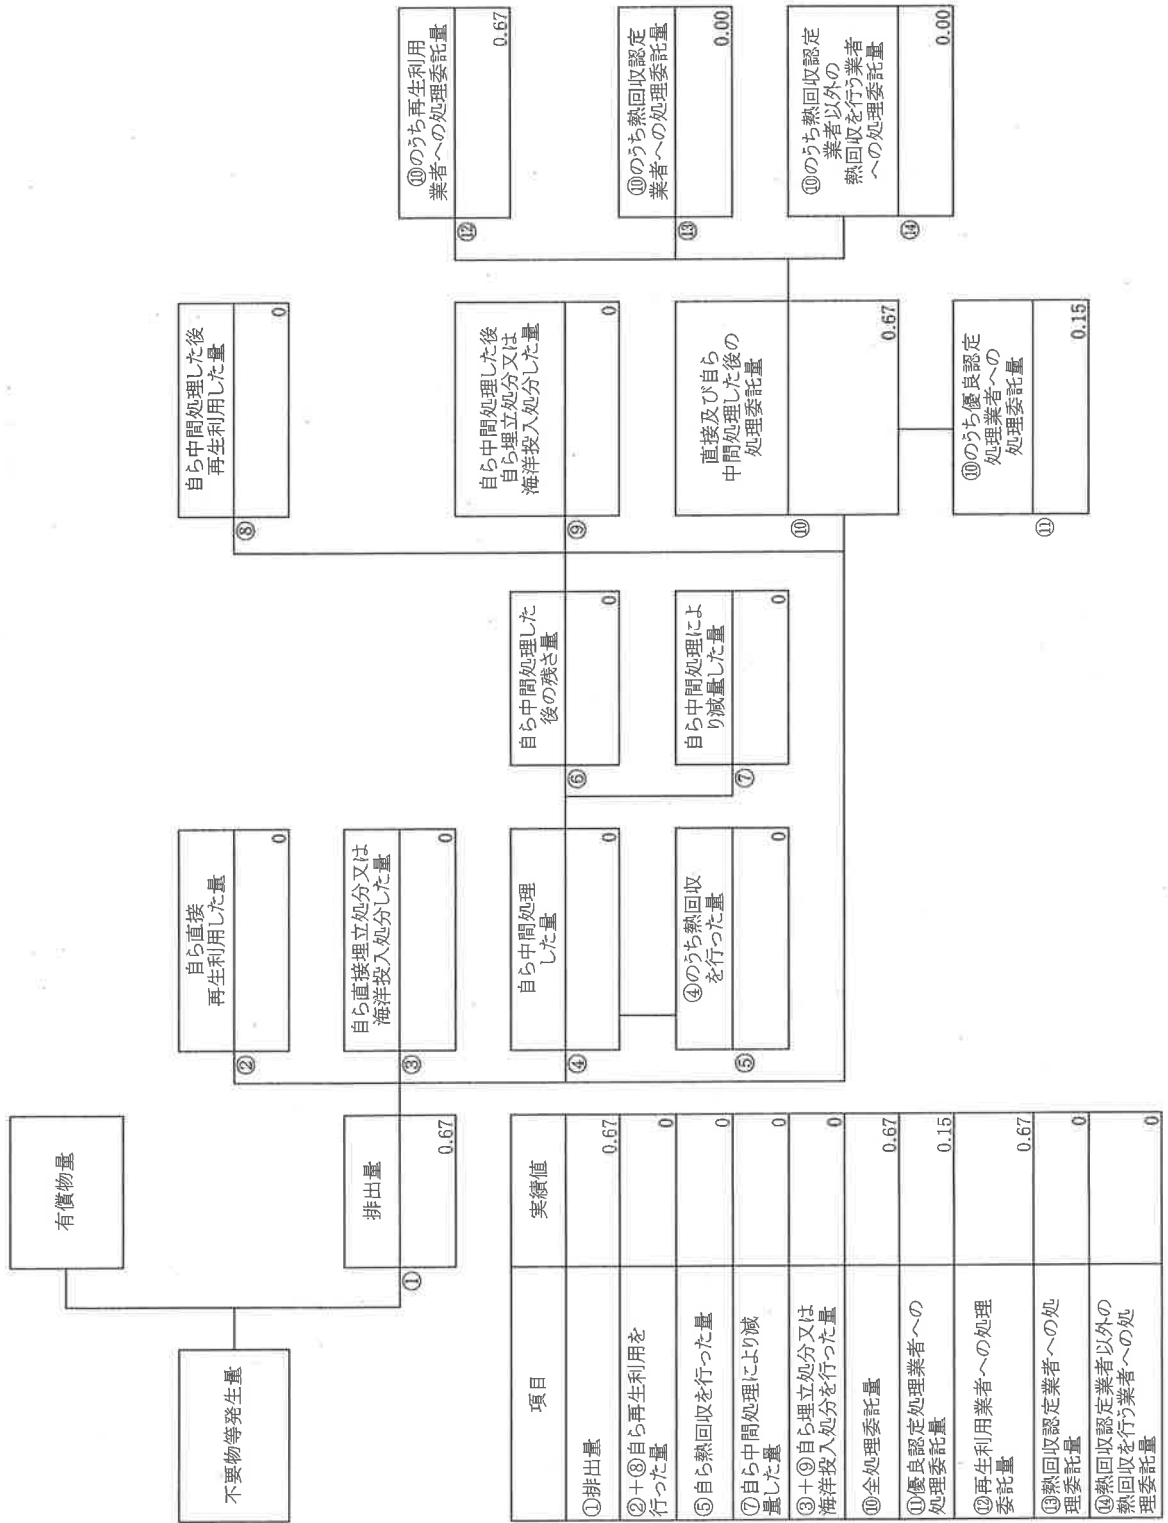 不要物等発生量
有償物量
排出量
①
0.67
自ら直接
再生利用した量
②
0
自ら直接埋立処分又は
海洋投入処分した量
③
0
自ら中間処理
した量
④
0
④のうち熱回収
を行った量
⑤
0
自ら中間処理した
後の残さ量
⑥
0
自ら中間処理によ
り減量した量
⑦
0
自ら中間処理した後
再生利用した量
⑧
0
自ら中間処理した後
自ら埋立処分又は
海洋投入処分した量
⑨
0
直接及び自ら
中間処理した後の
処理委託量
⑩
0.67
⑩のうち優良認定
処理業者への
処理委託量
⑪
0.15
⑩のうち再生利用
業者への処理委託量
⑫
0.67
⑩のうち熱回収認定
業者への処理委託量
⑬
0.00
⑩のうち熱回収認定
業者以外の
熱回収を行う業者
への処理委託量
⑭
0.00
項目 実績値
①排出量 0.67
②+⑧自ら再生利用を
行った量 0
⑤自ら熱回収を行った量 0
⑦自ら中間処理により減
量した量 0
③+⑨自ら埋立処分又は
海洋投入処分を行った量 0
⑩全処理委託量 0.67
⑪優良認定処理業者への
処理委託量 0.15
⑫再生利用業者への処理
委託量 0.67
⑬熱回収認定業者への処
理委託量 0
⑭熱回収認定業者以外の
熱回収を行う業者への処
理委託量 0